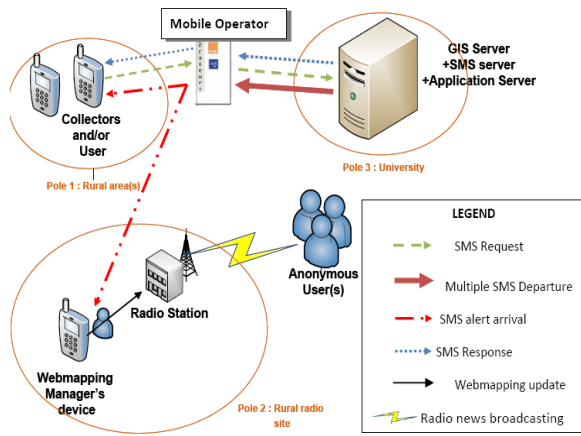 Mobile Operator
GIS Server
+SMS server
+Application Server
Collectors
and/or
User
Pole 1 : Rural area(s)
Pole 3 : University
Radio Station
Anonymous
User(s)
Webmapping
Manager's
device
Pole 2 : Rural radio
site
LEGEND
SMS Request
Multiple SMS Departure
SMS alert arrival
SMS Response
Webmapping update
Radio news broadcasting